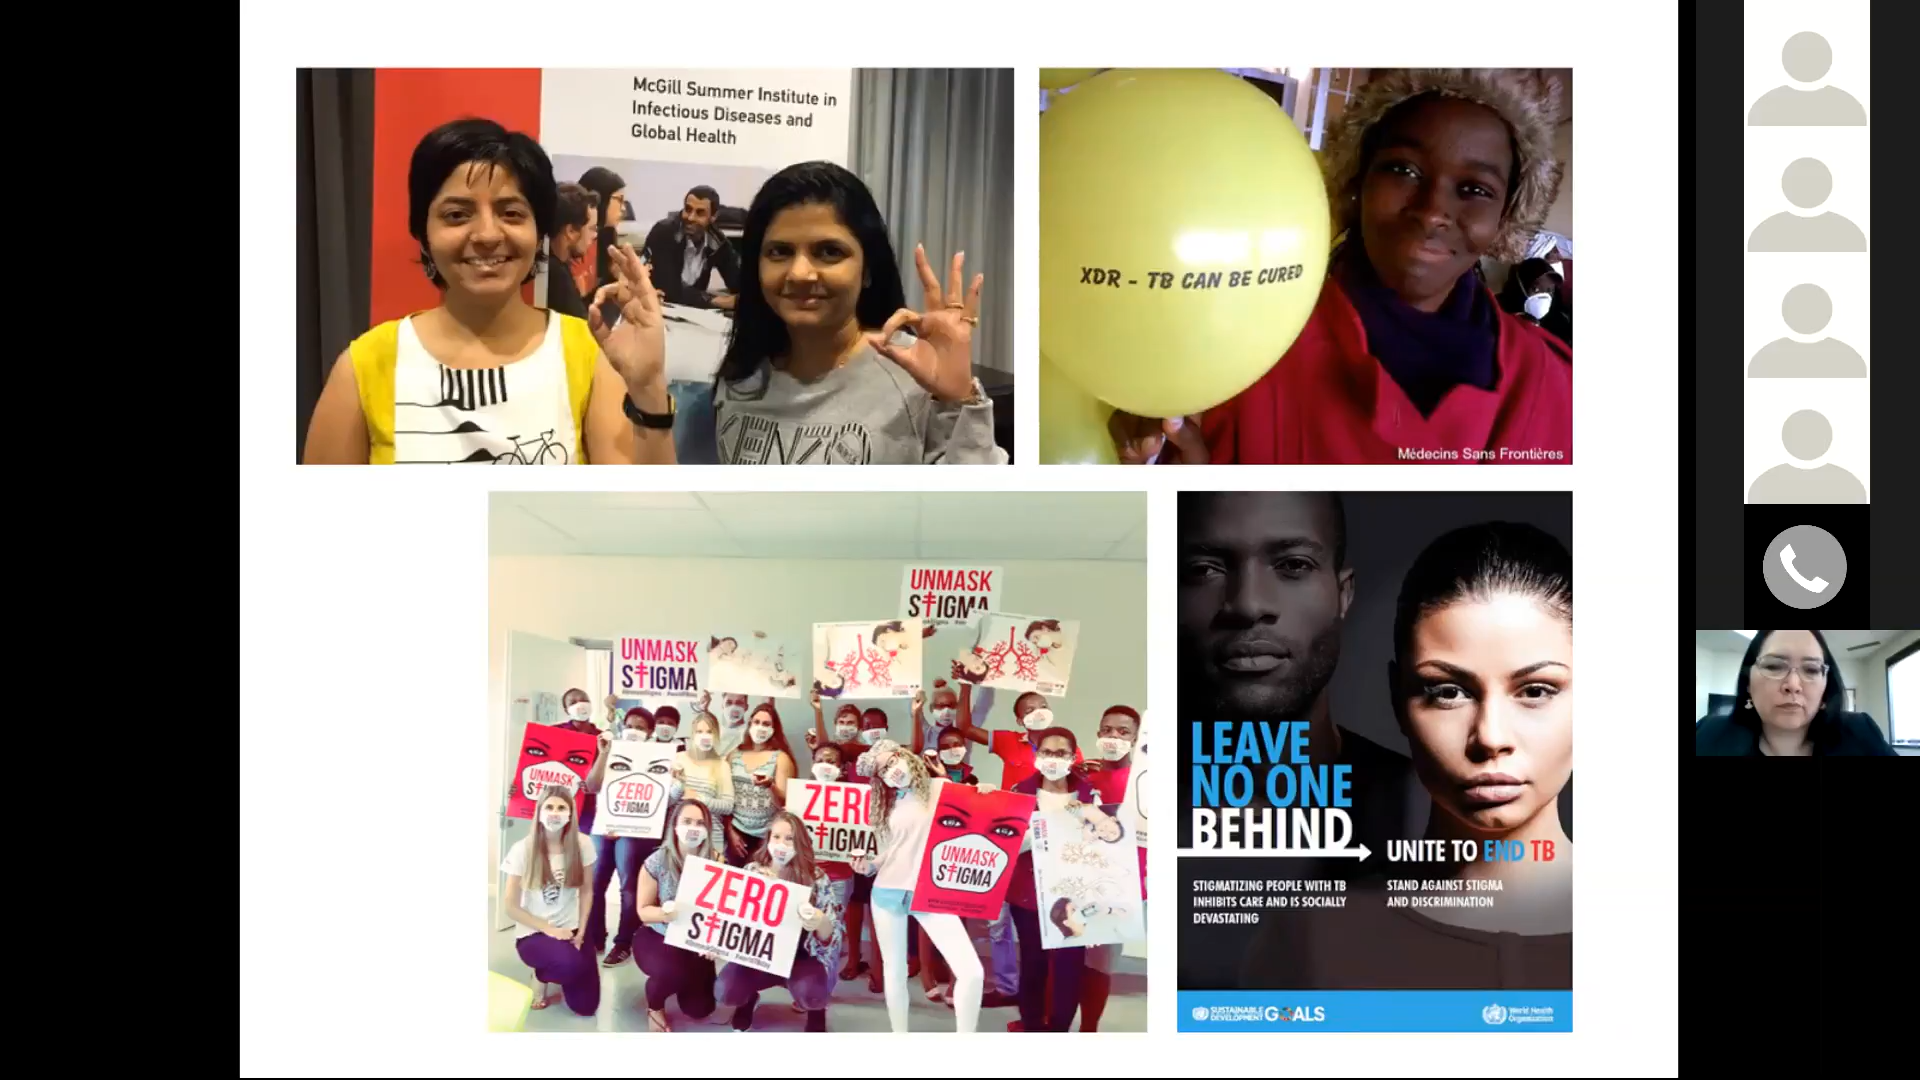 McGill Summer Institute in
Infectious Diseases and
Global Health
KENZO
XDR - TB CAN BE CURED
Médecins Sans Frontières
UNMASK
STIGMA
UNMASK
STIGMA
UNMASK
ZERO
STIGMA
ZERO
STIGMA
UNMASK
STIGMA
ZERO
STIGMA
LEAVE
NO ONE
BEHIND
UNITE TO END TB
STIGMATIZING PEOPLE WITH TB
INHIBITS CARE AND IS SOCIALLY
DEVASTATING
STAND AGAINST STIGMA
AND DISCRIMINATION
SUSTAINABLE
DEVELOPMENT GOALS
World Health
Organization